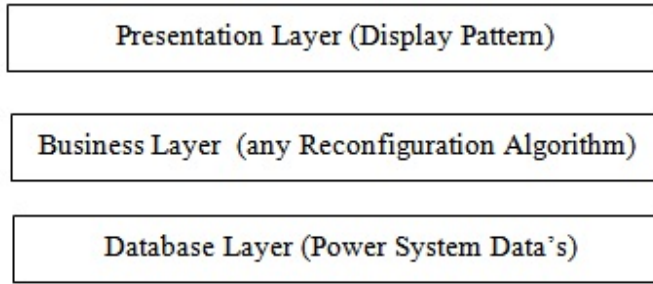 Presentation Layer (Display Pattern)
Business Layer  (any Reconfiguration Algorithm)
Database Layer (Power System Data’s)